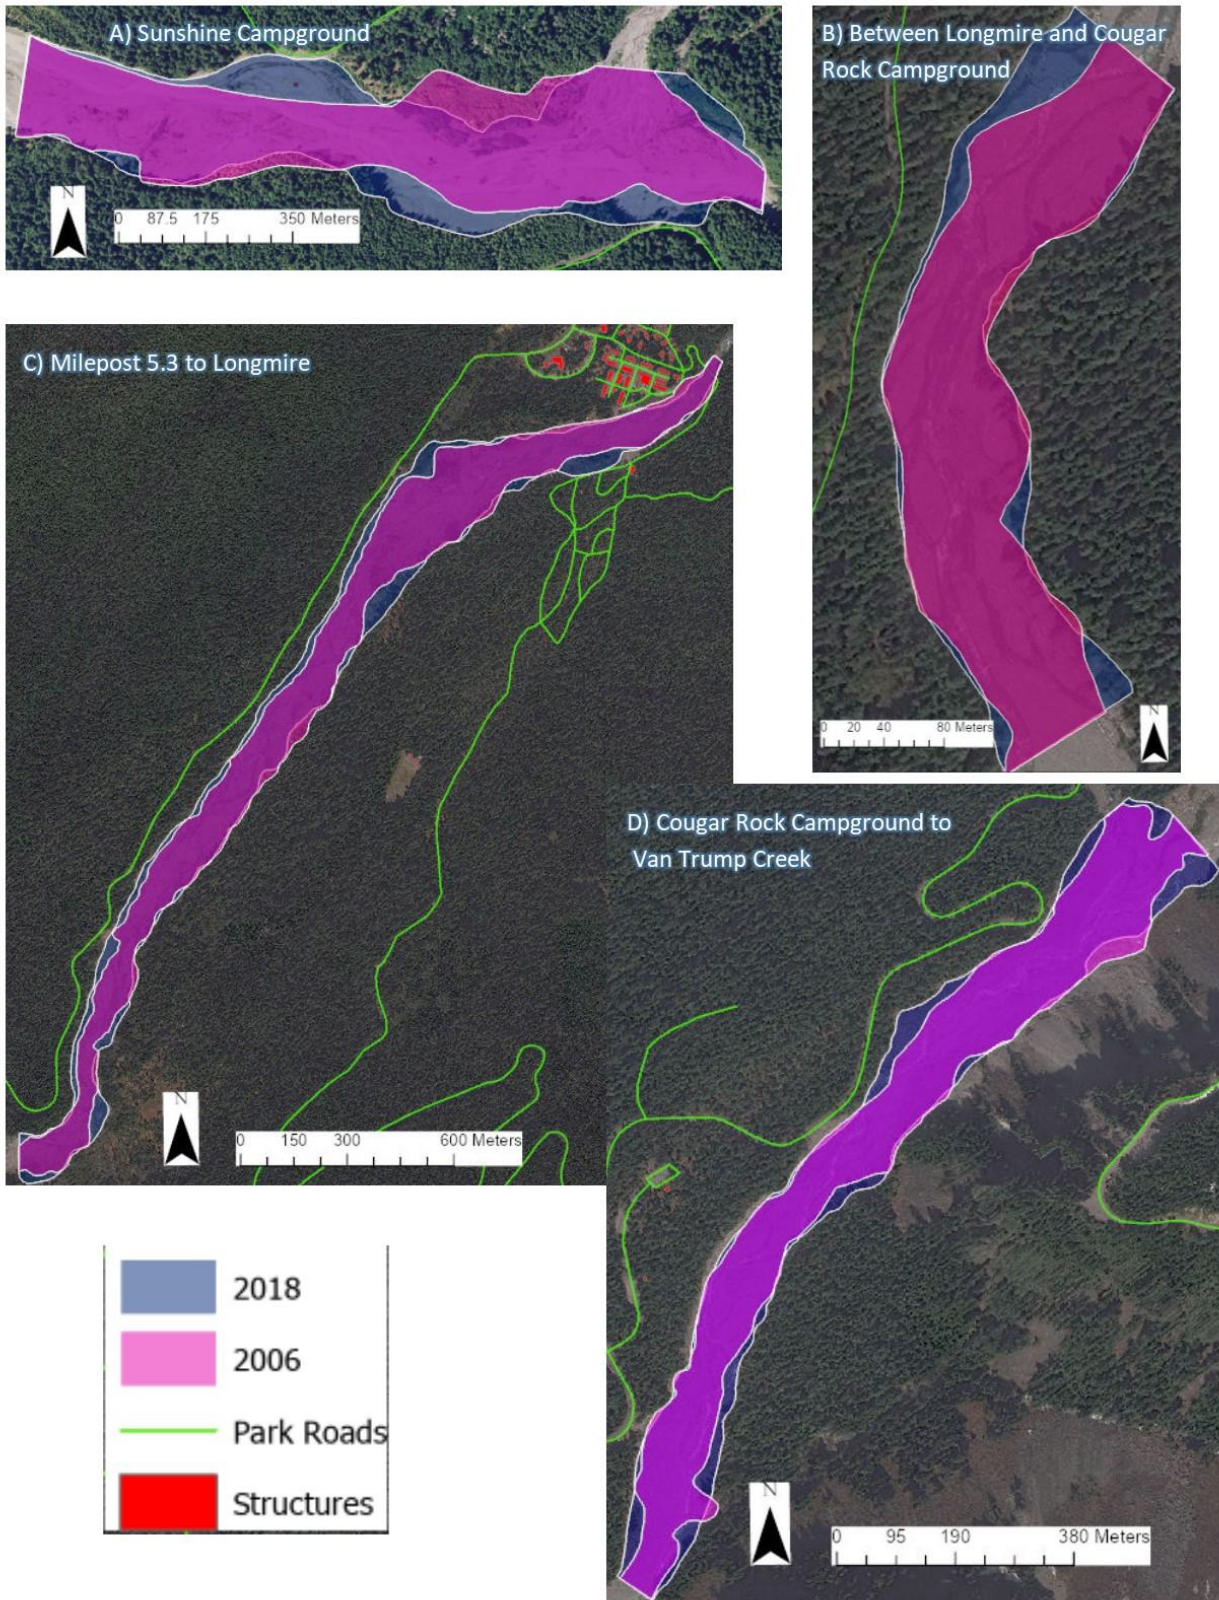 A) Sunshine Campground
N
0 87.5 175 350 Meters
B) Between Longmire and Cougar
Rock Campground
0 20 40 80 Meters
N
C) Milepost 5.3 to Longmire
N
0 150 300 600 Meters
D) Cougar Rock Campground to
Van Trump Creek
N
0 95 190 380 Meters
2018
2006
Park Roads
Structures